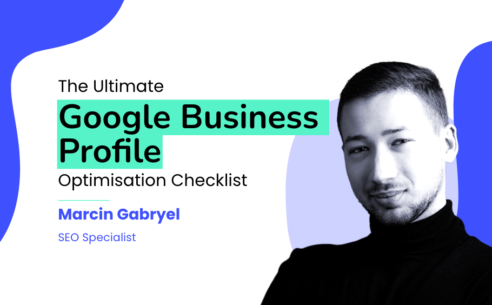 The Ultimate
Google Business
Profile
Optimisation Checklist
Marcin Gabryel
SEO Specialist